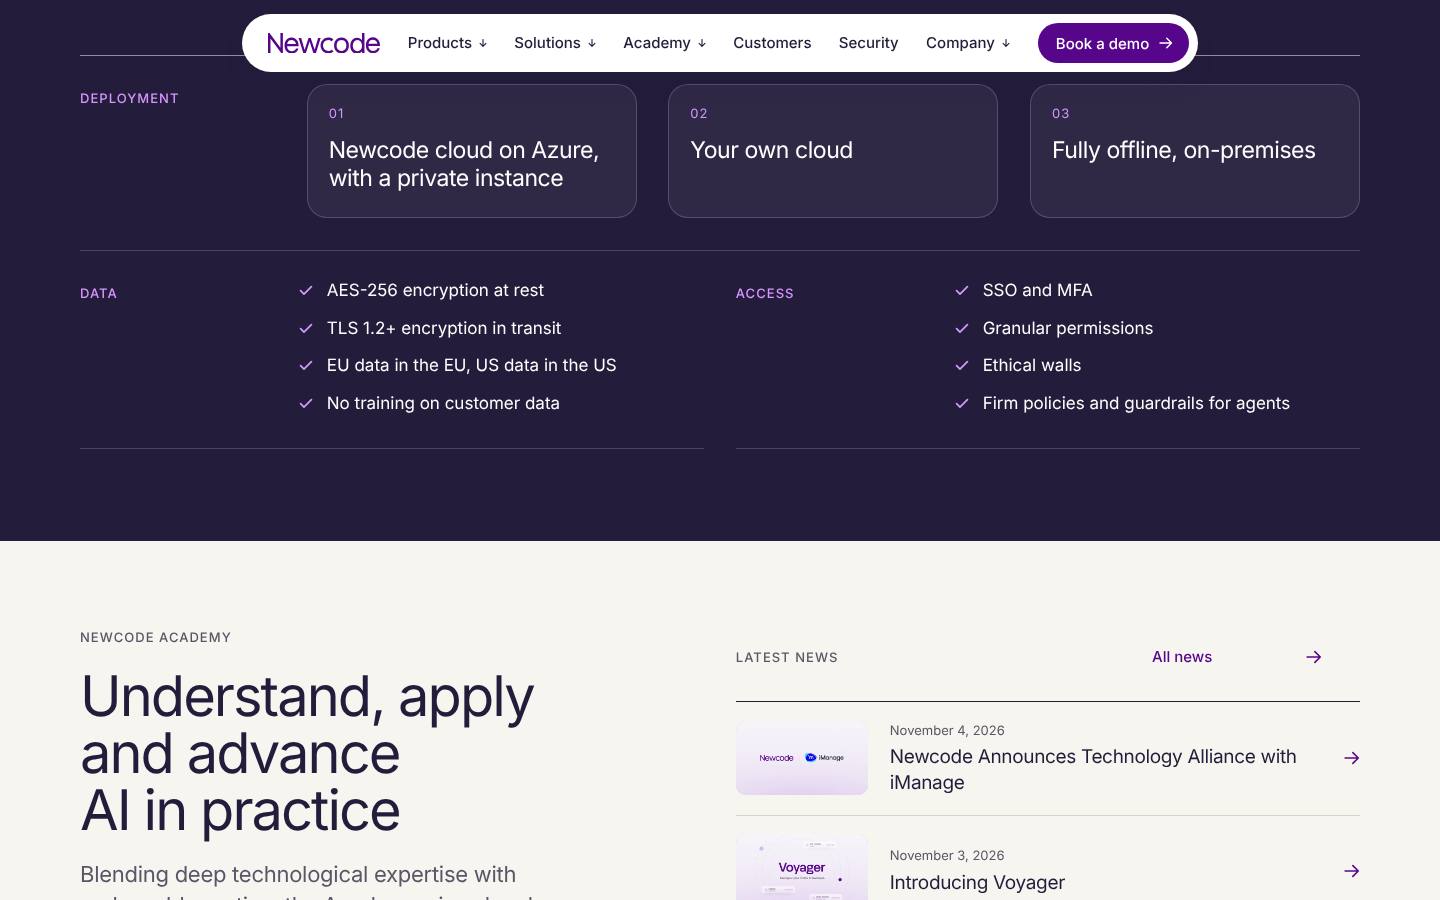 Newcode
Products
Solutions
Academy
Customers
Security
Company
Book a demo
DEPLOYMENT
01
Newcode cloud on Azure,
with a private instance
02
Your own cloud
03
Fully offline, on-premises
DATA
AES-256 encryption at rest
TLS 1.2+ encryption in transit
EU data in the EU, US data in the US
No training on customer data
ACCESS
SSO and MFA
Granular permissions
Ethical walls
Firm policies and guardrails for agents
NEWCODE ACADEMY
Understand, apply
and advance
AI in practice
Blending deep technological expertise with
LATEST NEWS
All news
Newcode
iManage
November 4, 2026
Newcode Announces Technology Alliance with
iManage
Voyager
November 3, 2026
Introducing Voyager